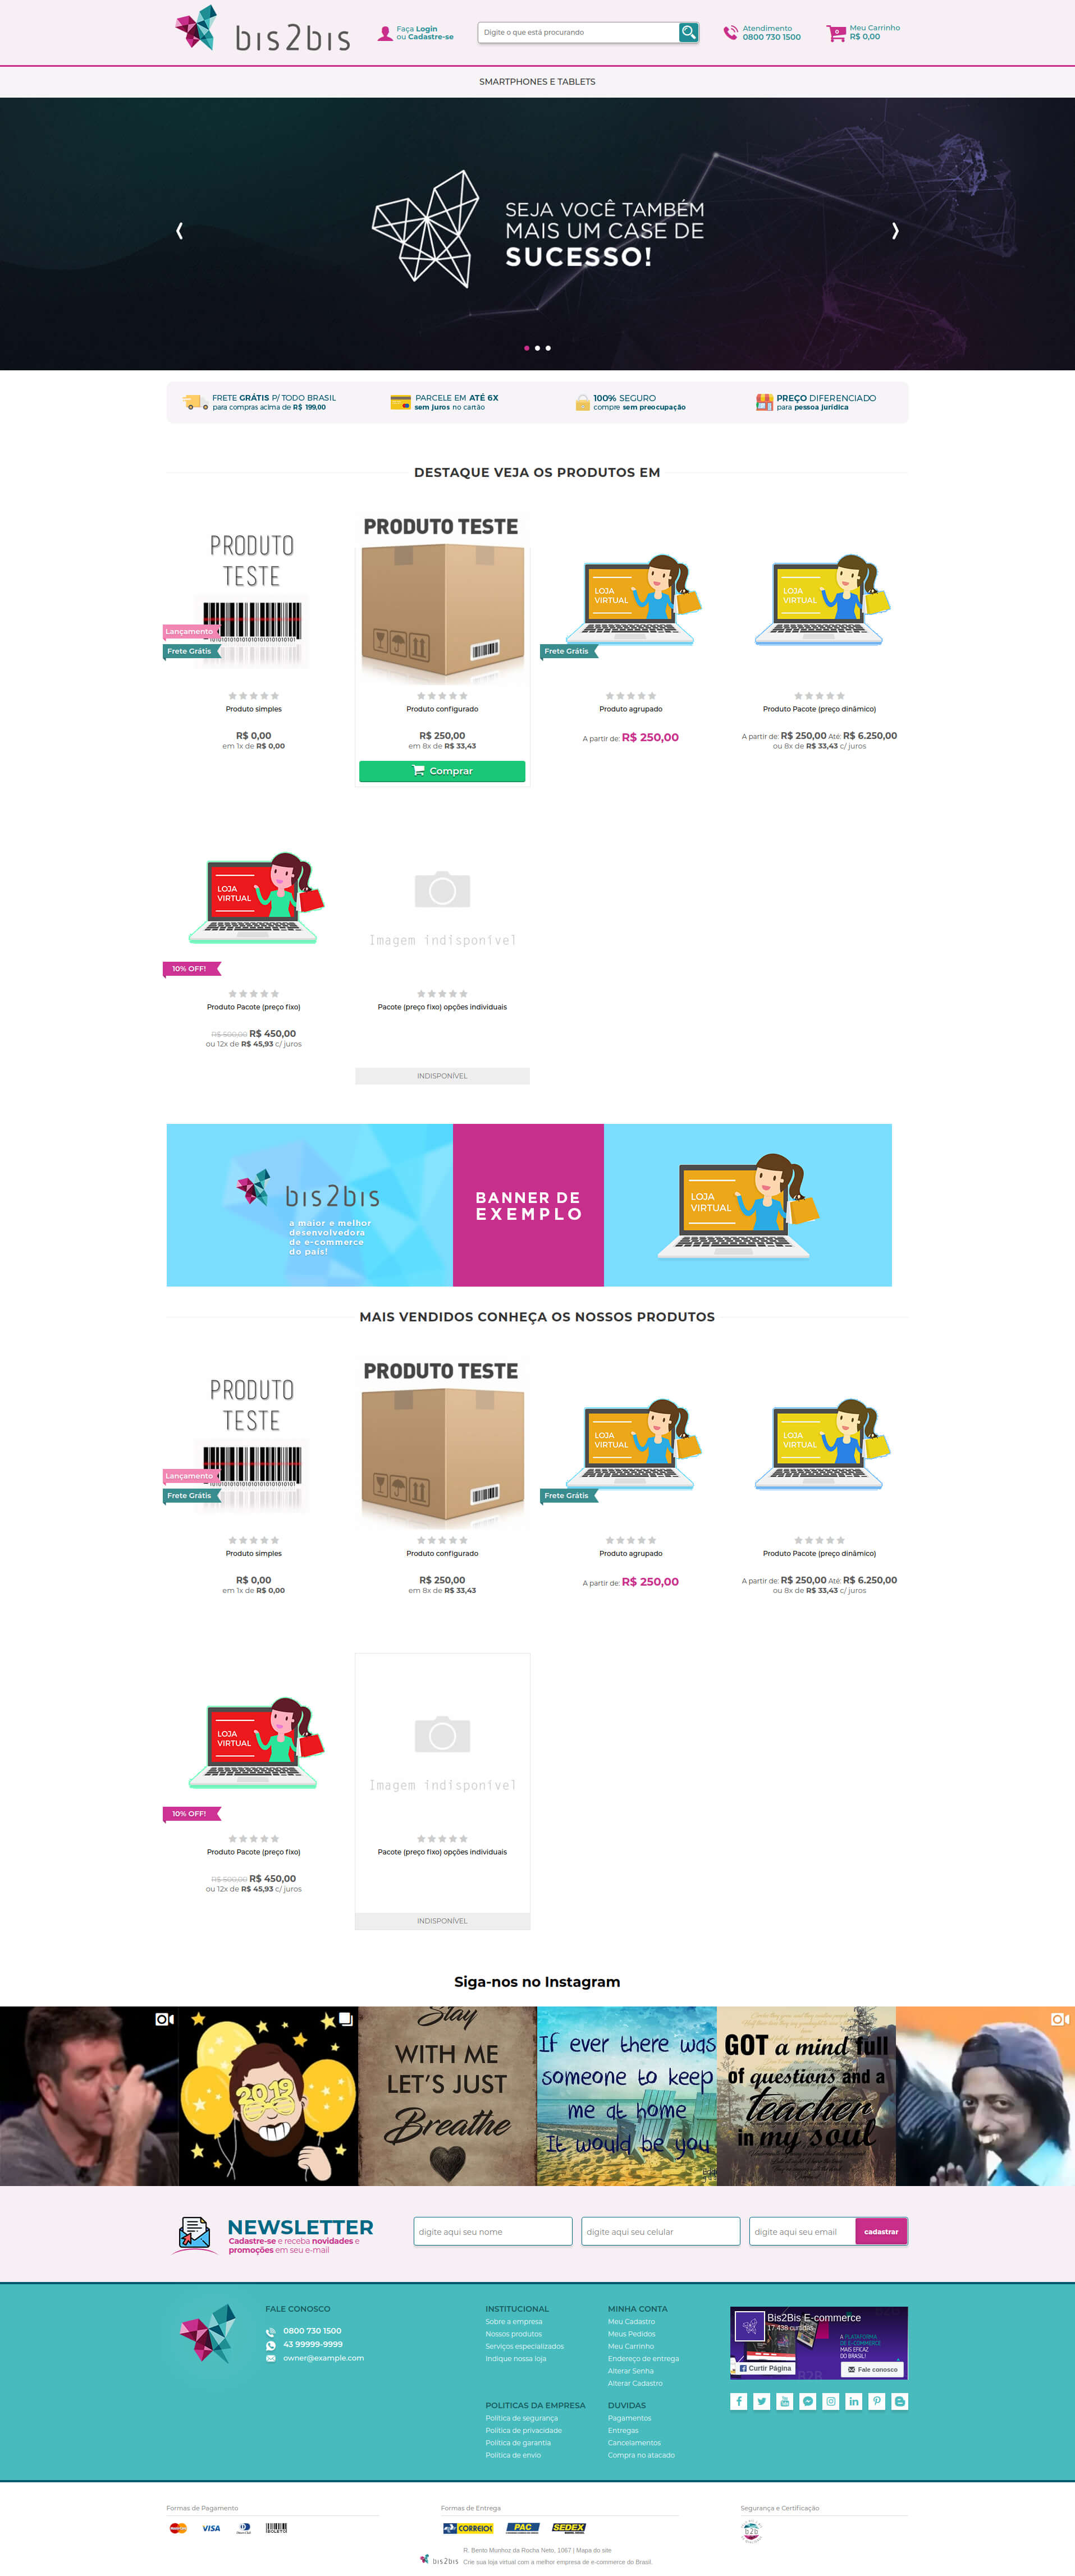 bis2bis
Faça Login
ou Cadastre-se
Digite o que está procurando
Atendimento
0800 730 1500
0
Meu Carrinho
R$ 0,00
SMARTPHONES E TABLETS
SEJA VOCÊ TAMBÉM
MAIS UM CASE DE
SUCESSO!
FRETE GRÁTIS P/ TODO BRASIL
para compras acima de R$ 199,00
PARCELE EM ATÉ 6X
sem juros no cartão
100% SEGURO
compre sem preocupação
PREÇO DIFERENCIADO
para pessoa jurídica
DESTAQUE VEJA OS PRODUTOS EM
PRODUTO
TESTE
Lançamento
Frete Grátis
Produto simples
R$ 0,00
em 1x de R$ 0,00
PRODUTO TESTE
Produto configurado
R$ 250,00
em 8x de R$ 33,43
Comprar
LOJA
VIRTUAL
Frete Grátis
Produto agrupado
A partir de: R$ 250,00
LOJA
VIRTUAL
Produto Pacote (preço dinâmico)
A partir de: R$ 250,00 Até: R$ 6.250,00
ou 8x de R$ 33,43 c/ juros
LOJA
VIRTUAL
10% OFF!
Produto Pacote (preço fixo)
R$ 500,00 R$ 450,00
ou 12x de R$ 45,93 c/ juros
Imagem indisponível
Pacote (preço fixo) opções individuais
INDISPONÍVEL
bis2bis
a maior e melhor
desenvolvedora
de e-commerce
do país!
BANNER DE
EXEMPLO
LOJA
VIRTUAL
MAIS VENDIDOS CONHEÇA OS NOSSOS PRODUTOS
PRODUTO
TESTE
Lançamento
Frete Grátis
Produto simples
R$ 0,00
em 1x de R$ 0,00
PRODUTO TESTE
Produto configurado
R$ 250,00
em 8x de R$ 33,43
LOJA
VIRTUAL
Frete Grátis
Produto agrupado
A partir de: R$ 250,00
LOJA
VIRTUAL
Produto Pacote (preço dinâmico)
A partir de: R$ 250,00 Até: R$ 6.250,00
ou 8x de R$ 33,43 c/ juros
LOJA
VIRTUAL
10% OFF!
Produto Pacote (preço fixo)
R$ 500,00 R$ 450,00
ou 12x de R$ 45,93 c/ juros
Imagem indisponível
Pacote (preço fixo) opções individuais
INDISPONÍVEL
Siga-nos no Instagram
2019
Stay
WITH ME
LET'S JUST
Breathe
If ever there was
someone to keep
me at home
It would be you
GOT a mind full
of questions and a
teacher
in my soul
NEWSLETTER
Cadastre-se e receba novidades e
promoções em seu e-mail
digite aqui seu nome
digite aqui seu celular
digite aqui seu email
cadastrar
FALE CONOSCO
0800 730 1500
43 99999-9999
owner@example.com
INSTITUCIONAL
Sobre a empresa
Nossos produtos
Serviços especializados
Indique nossa loja
MINHA CONTA
Meu Cadastro
Meus Pedidos
Meu Carrinho
Endereço de entrega
Alterar Senha
Alterar Cadastro
POLITICAS DA EMPRESA
Política de segurança
Política de privacidade
Política de garantia
Política de envio
DUVIDAS
Pagamentos
Entregas
Cancelamentos
Compra no atacado
Bis2Bis E-commerce
17.438 curtidas
A PLATAFORMA
DE E-COMMERCE
MAIS EFICAZ
DO BRASIL!
Curtir Página
Fale conosco
Formas de Pagamento
VISA
BOLETO
Formas de Entrega
CORREIOS
PAC
SEDEX
Segurança e Certificação
b2b
bis2bis
R. Bento Munhoz da Rocha Neto, 1087 | Mapa do site
Crie sua loja virtual com a melhor empresa de e-commerce do Brasil.